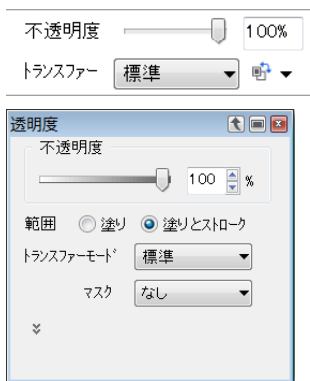 不透明度 100%
トランスファー 標準
透明度
不透明度
100 %
範囲 塗り 塗りとストローク
トランスファーモード 標準
マスク なし